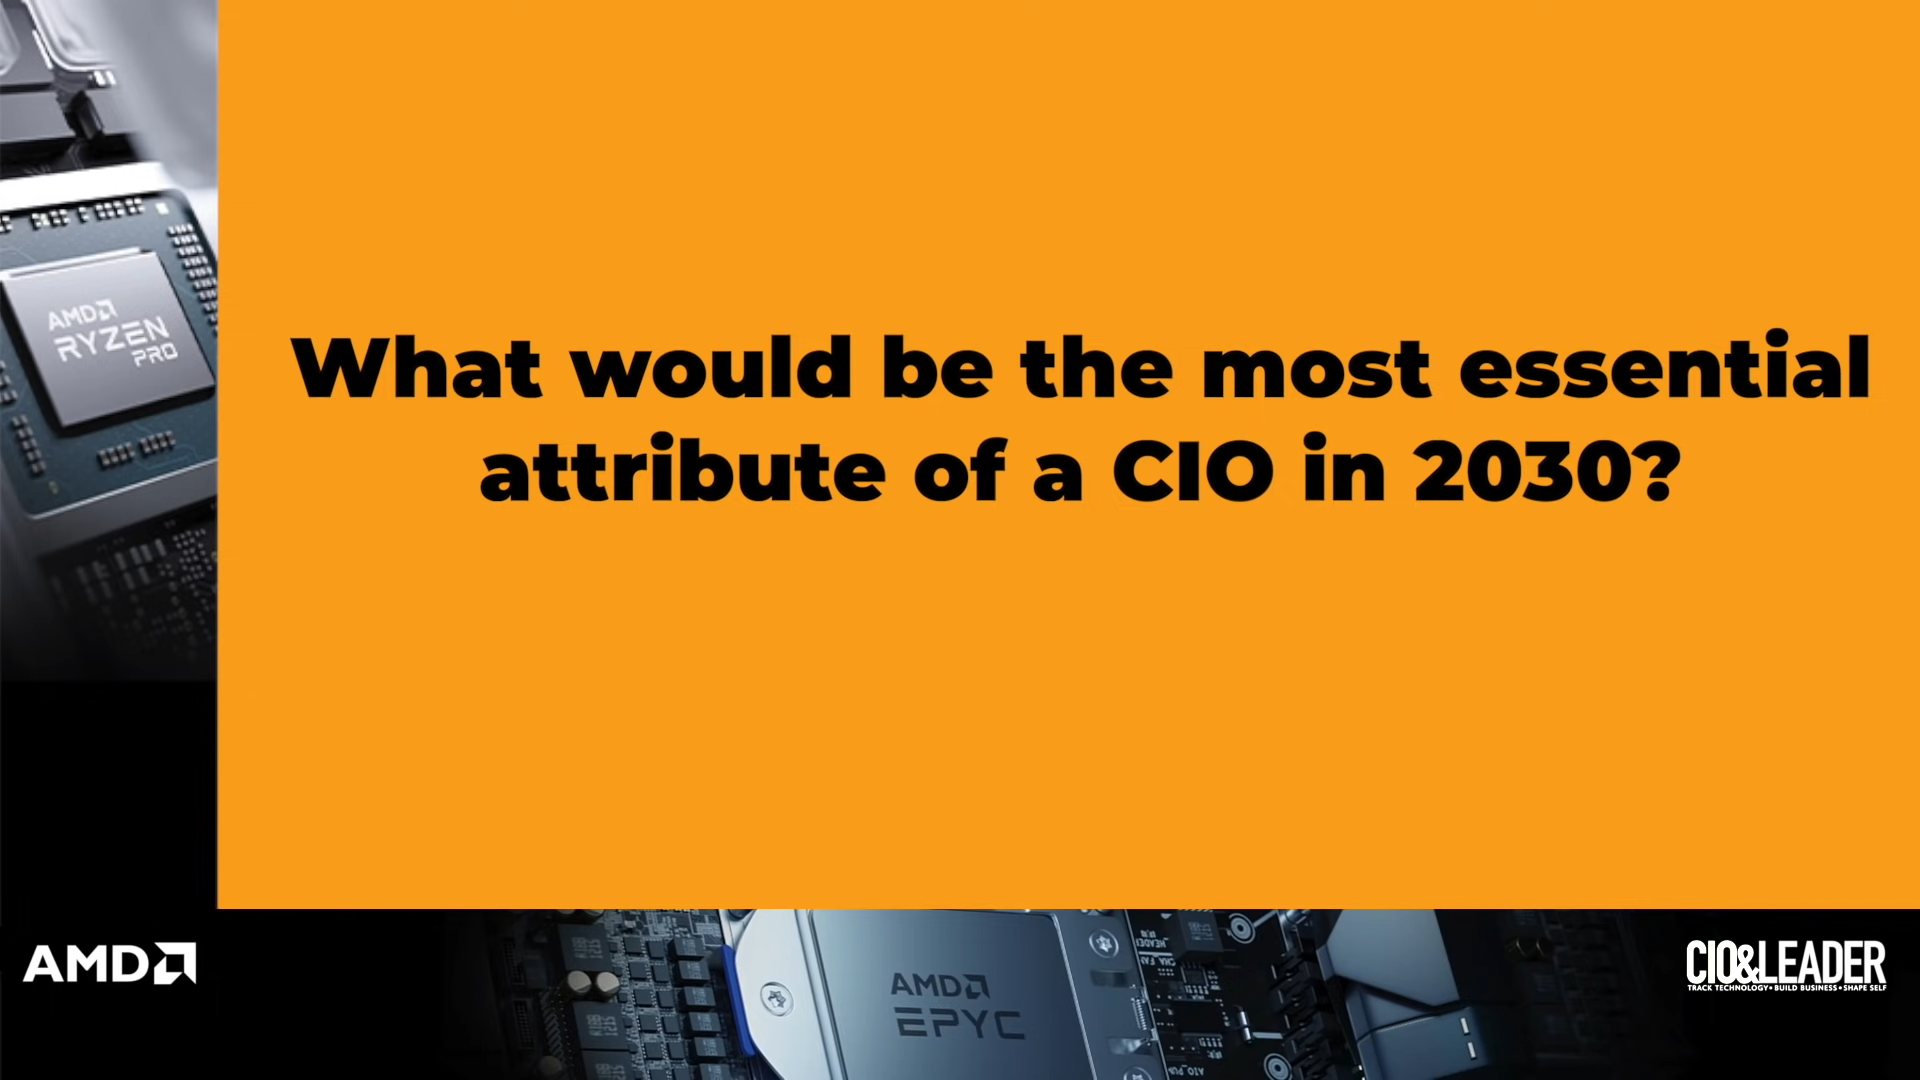 AMD
RYZEN
PRO
What would be the most essential
attribute of a CIO in 2030?
AMD
AMD
EPYC
CIO&LEADER
TRACK TECHNOLOGY • BUILD BUSINESS • SHAPE SELF